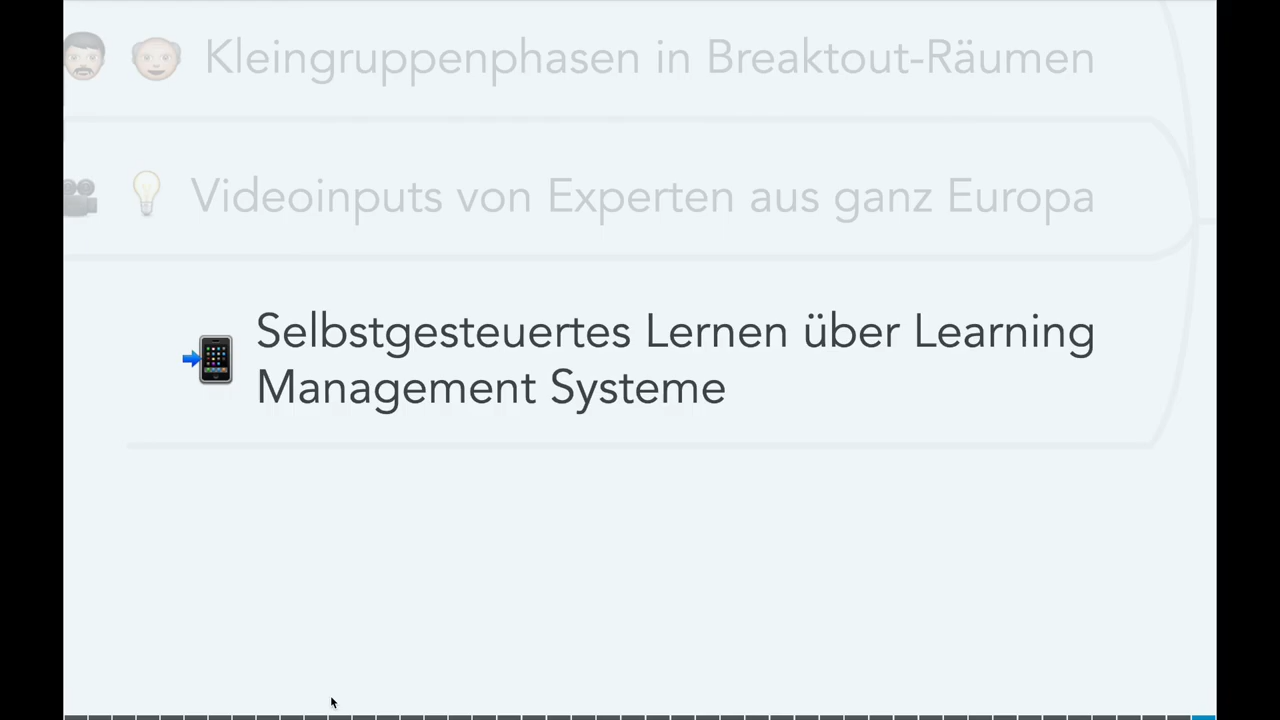 Kleingruppenphasen in Breaktout-Räumen
Videoinputs von Experten aus ganz Europa
Selbstgesteuertes Lernen über Learning
Management Systeme